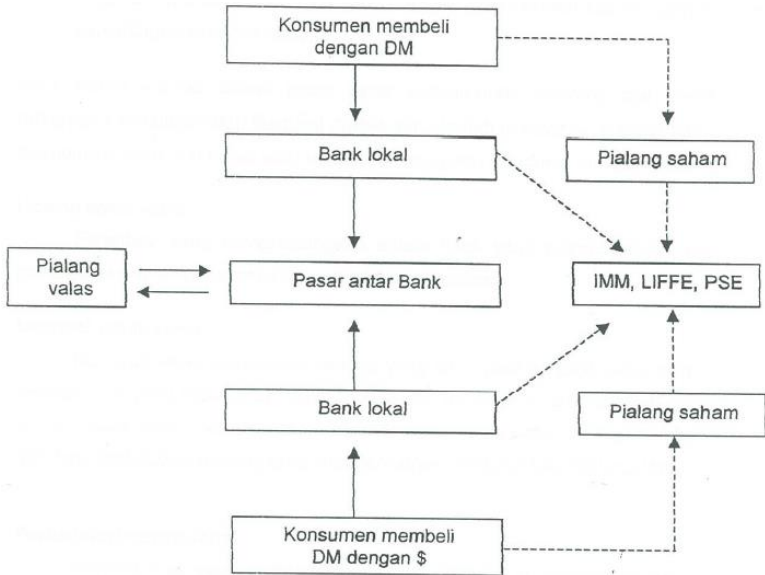 Konsumen membeli
dengan DM
Bank lokal
Pialang saham
Pialang
valas
Pasar antar Bank
IMM, LIFFE, PSE
Bank lokal
Pialang saham
Konsumen membeli
DM dengan $